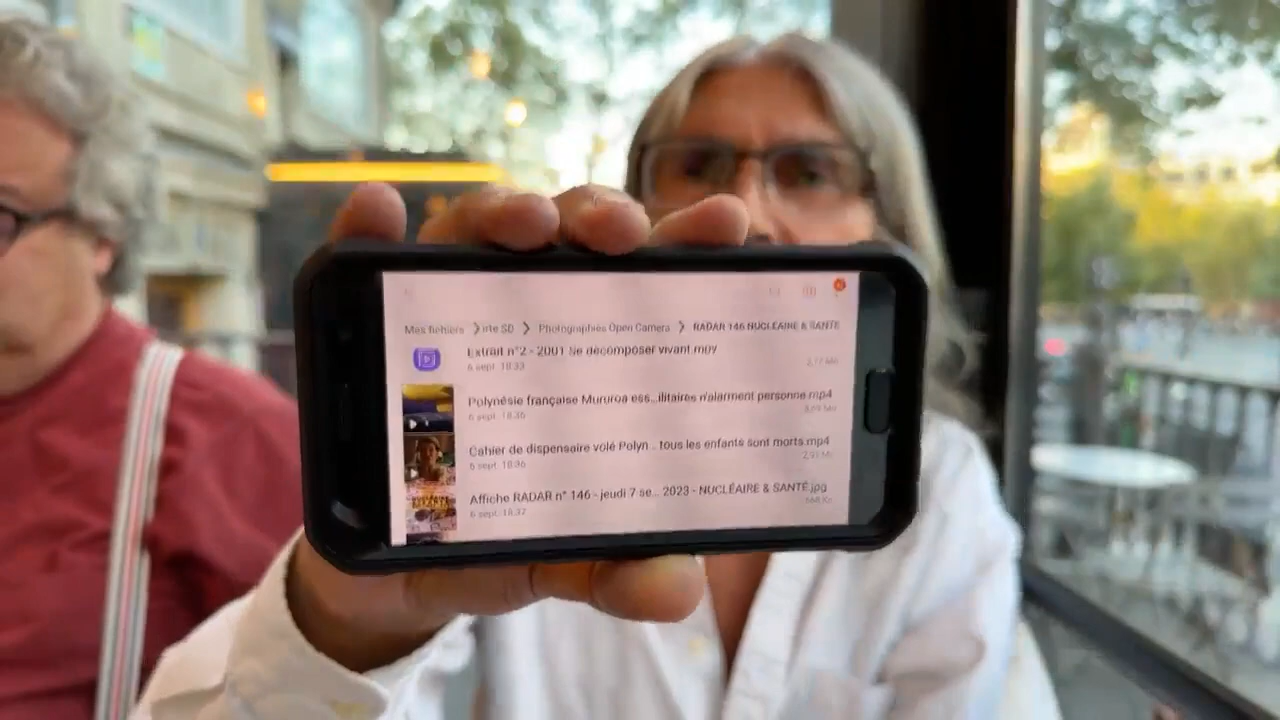 Mes fichiers > rte SD > Photographies Open Camera > RADAR 146 NUCLÉAIRE & SANTÉ
Extrait n°2 - 2001 Se décomposer vivant.mp4
6 sept. 18:33
Polynésie française Mururoa ess...ilitaires n'alarment personne.mp4
6 sept. 18:36
Cahier de dispensaire volé Polyn...tous les enfants sont morts.mp4
6 sept. 18:36
Affiche RADAR n° 146 - jeudi 7 se... 2023 - NUCLÉAIRE & SANTÉ.jpg
6 sept. 18:37